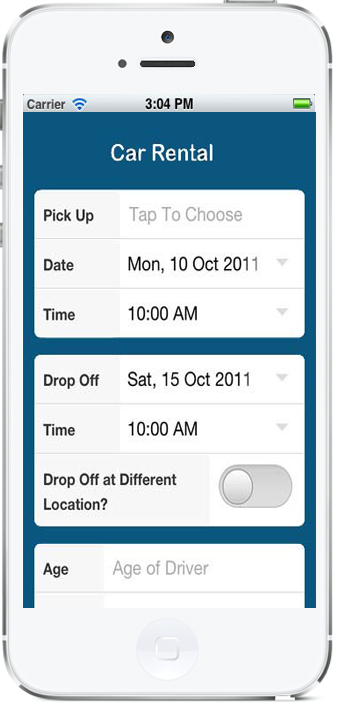 Carrier 3:04 PM
Car Rental
Pick Up Tap To Choose
Date Mon, 10 Oct 2011
Time 10:00 AM
Drop Off Sat, 15 Oct 2011
Time 10:00 AM
Drop Off at Different
Location?
Age Age of Driver